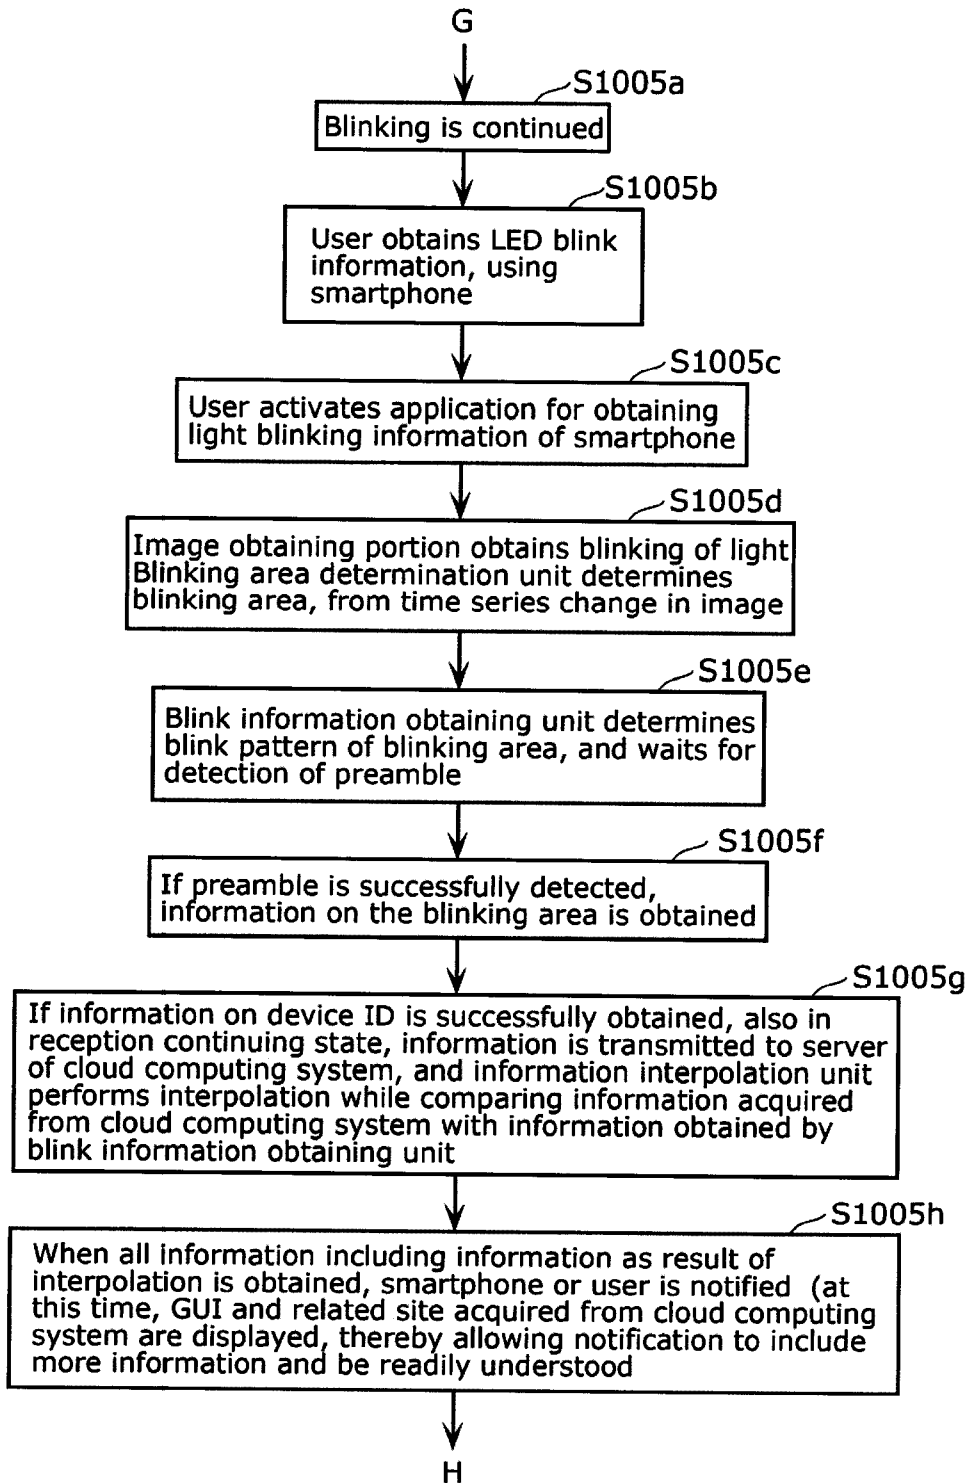 G
S1005a
Blinking is continued
S1005b
User obtains LED blink
information, using
smartphone
S1005c
User activates application for obtaining
light blinking information of smartphone
S1005d
Image obtaining portion obtains blinking of light
Blinking area determination unit determines
blinking area, from time series change in image
S1005e
Blink information obtaining unit determines
blink pattern of blinking area, and waits for
detection of preamble
S1005f
If preamble is successfully detected,
information on the blinking area is obtained
S1005g
If information on device ID is successfully obtained, also in
reception continuing state, information is transmitted to server
of cloud computing system, and information interpolation unit
performs interpolation while comparing information acquired
from cloud computing system with information obtained by
blink information obtaining unit
S1005h
When all information including information as result of
interpolation is obtained, smartphone or user is notified (at
this time, GUI and related site acquired from cloud computing
system are displayed, thereby allowing notification to include
more information and be readily understood
H